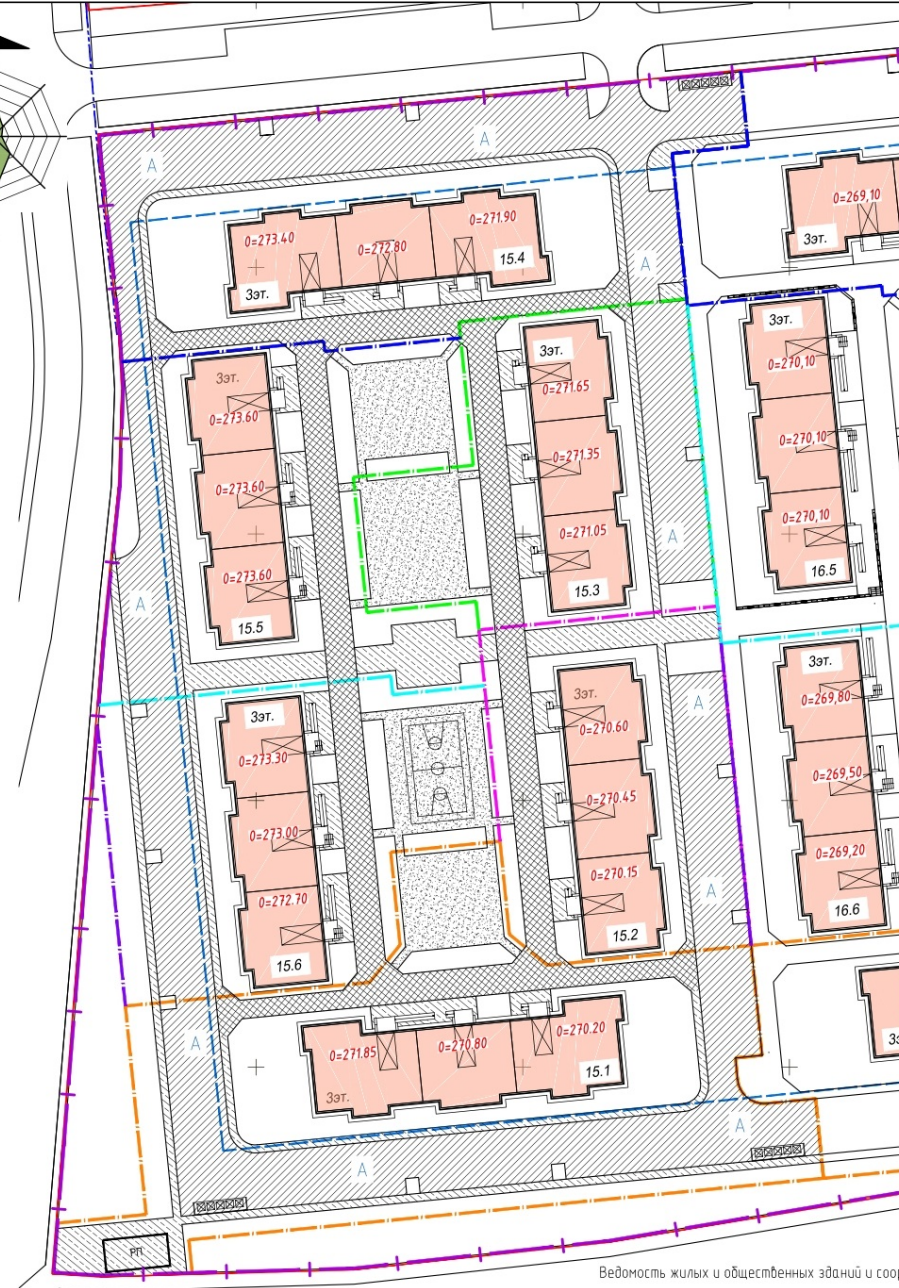 А
А
0=273.40
0=272.80
0=271.90
15.4
3эт.
А
0=269,10
3эт.
3эт.
0=273.60
0=273.60
0=273.60
15.5
3эт.
0=271.65
0=271.35
0=271.05
15.3
3эт.
0=270,10
0=270,10
0=270,10
16.5
А
А
3эт.
0=273.30
0=273.00
0=272.70
15.6
3эт.
0=270.60
0=270.45
0=270.15
15.2
А
А
3эт.
0=269,80
0=269,50
0=269,20
16.6
А
0=271.85
0=270.80
0=270.20
15.1
3эт.
А
А
РП
Ведомость жилых и общественных зданий и